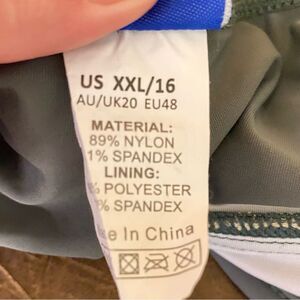 US XXL/16
AU/UK20 EU48
MATERIAL:
89% NYLON
1% SPANDEX
LINING:
% POLYESTER
% SPANDEX
e In China